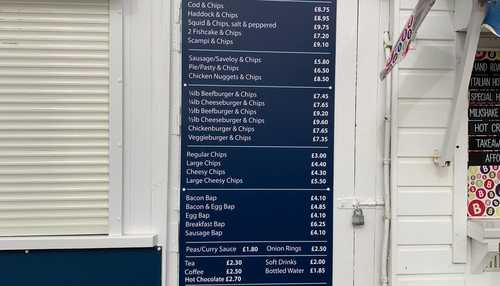 Cod & Chips £8.75
Haddock & Chips £8.95
Squid & Chips, salt & peppered £9.75
2 Fishcake & Chips £7.20
Scampi & Chips £9.10
Sausage/Saveloy & Chips £5.80
Pie/Pasty & Chips £6.50
Chicken Nuggets & Chips £8.50
¼lb Beefburger & Chips £7.45
¼lb Cheeseburger & Chips £7.65
½lb Beefburger & Chips £9.20
½lb Cheeseburger & Chips £9.60
Chickenburger & Chips £7.65
Veggieburger & Chips £7.35
Regular Chips £3.00
Large Chips £4.40
Cheesy Chips £4.30
Large Cheesy Chips £5.50
Bacon Bap £4.10
Bacon & Egg Bap £4.85
Egg Bap £4.10
Breakfast Bap £6.25
Sausage Bap £4.10
Peas/Curry Sauce £1.80 Onion Rings £2.50
Tea £2.30 Soft Drinks £2.00
Coffee £2.50 Bottled Water £1.85
Hot Chocolate £2.70
ITALIAN
SPECIAL
MILKSHAKE
HOT
TAKEAW
AFFO